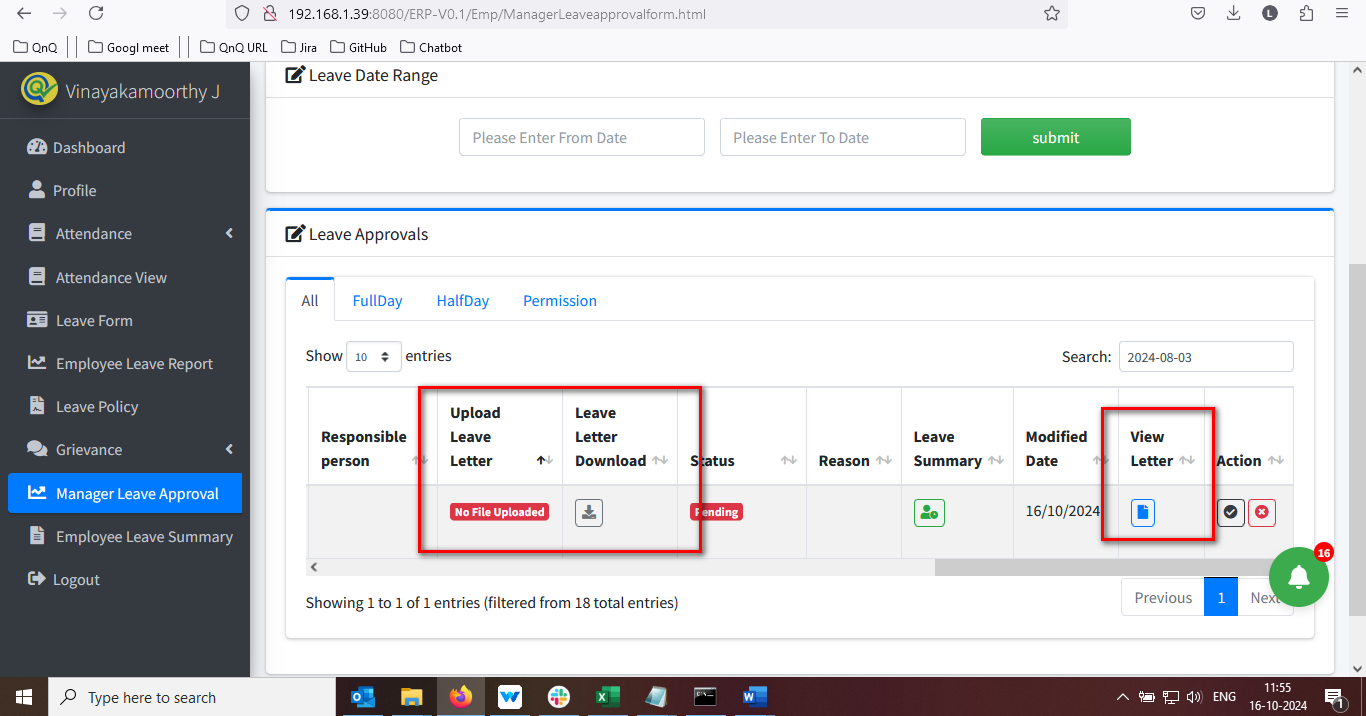 192.168.1.39:8080/ERP-V0.1/Emp/ManagerLeaveapprovalform.html
L
QnQ
Googl meet
QnQ URL
Jira
GitHub
Chatbot
Vinayakamoorthy J
Dashboard
Profile
Attendance
Attendance View
Leave Form
Employee Leave Report
Leave Policy
Grievance
Manager Leave Approval
Employee Leave Summary
Logout
Leave Date Range
Please Enter From Date
Please Enter To Date
submit
Leave Approvals
All
FullDay
HalfDay
Permission
Show 10 entries
Search: 2024-08-03
Responsible
person
Upload
Leave
Letter
Leave
Letter
Download
Status
Reason
Leave
Summary
Modified
Date
View
Letter
Action
No File Uploaded
Pending
16/10/2024
16
Showing 1 to 1 of 1 entries (filtered from 18 total entries)
Previous
1
Next
Type here to search
ENG
11:55
16-10-2024
1